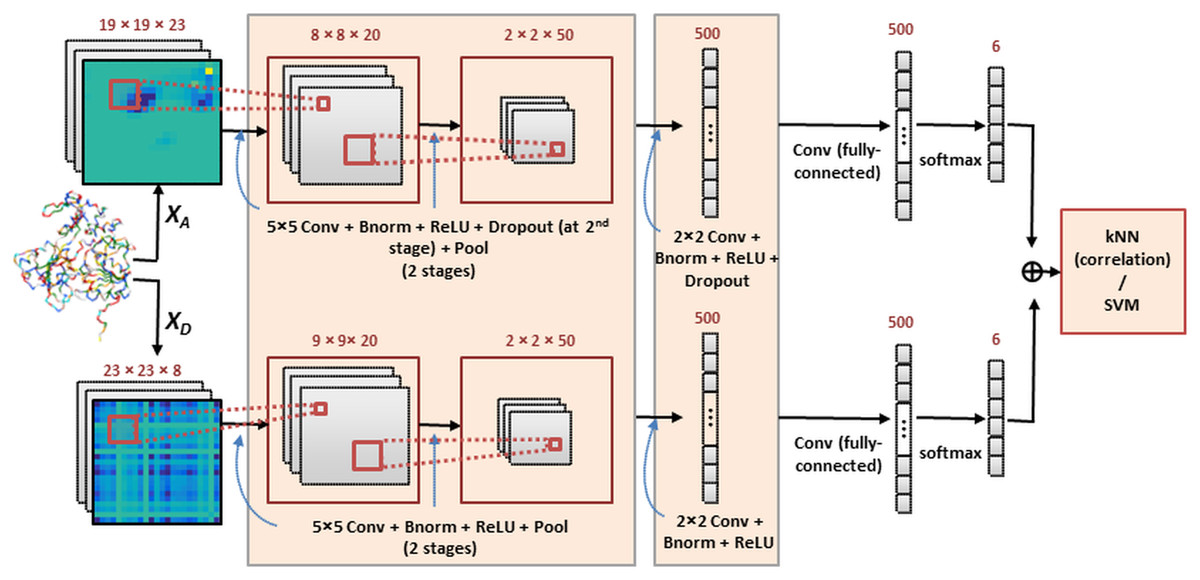 19 × 19 × 23
8 × 8 × 20
2 × 2 × 50
500
500
6
X_A
5×5 Conv + Bnorm + ReLU + Dropout (at 2nd
stage) + Pool
(2 stages)
2×2 Conv +
Bnorm + ReLU +
Dropout
Conv (fully-
connected)
softmax
kNN
(correlation)
/
SVM
X_D
23 × 23 × 8
9 × 9× 20
2 × 2 × 50
500
500
6
5×5 Conv + Bnorm + ReLU + Pool
(2 stages)
2×2 Conv +
Bnorm + ReLU
Conv (fully-
connected)
softmax